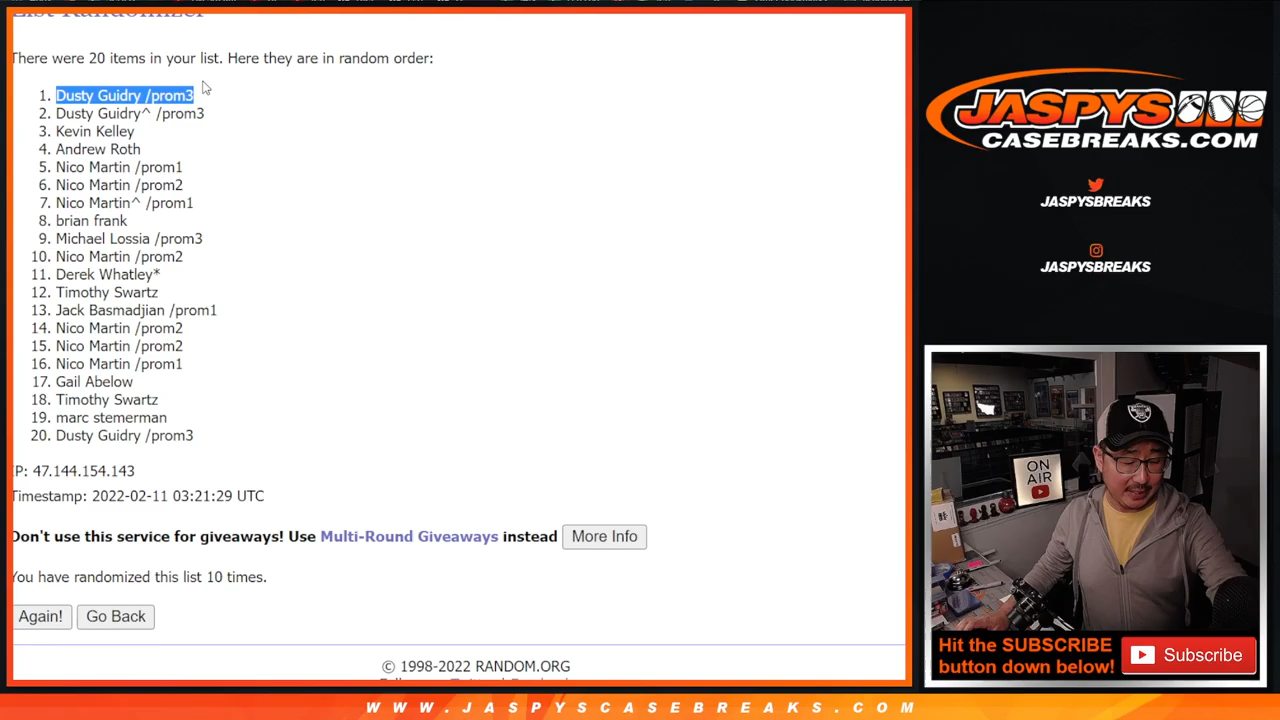 List Randomizer
There were 20 items in your list. Here they are in random order:
1. Dusty Guidry /prom3
2. Dusty Guidry^ /prom3
3. Kevin Kelley
4. Andrew Roth
5. Nico Martin /prom1
6. Nico Martin /prom2
7. Nico Martin^ /prom1
8. brian frank
9. Michael Lossia /prom3
10. Nico Martin /prom2
11. Derek Whatley*
12. Timothy Swartz
13. Jack Basmadjian /prom1
14. Nico Martin /prom2
15. Nico Martin /prom2
16. Nico Martin /prom1
17. Gail Abelow
18. Timothy Swartz
19. marc stemerman
20. Dusty Guidry /prom3
IP: 47.144.154.143
Timestamp: 2022-02-11 03:21:29 UTC
Don't use this service for giveaways! Use Multi-Round Giveaways instead More Info
You have randomized this list 10 times.
Again! Go Back
© 1998-2022 RANDOM.ORG
JASPYS
CASEBREAKS.COM
JASPYSBREAKS
JASPYSBREAKS
ON
AIR
Hit the SUBSCRIBE
button down below!
Subscribe
WWW.JASPYSCASEBREAKS.COM